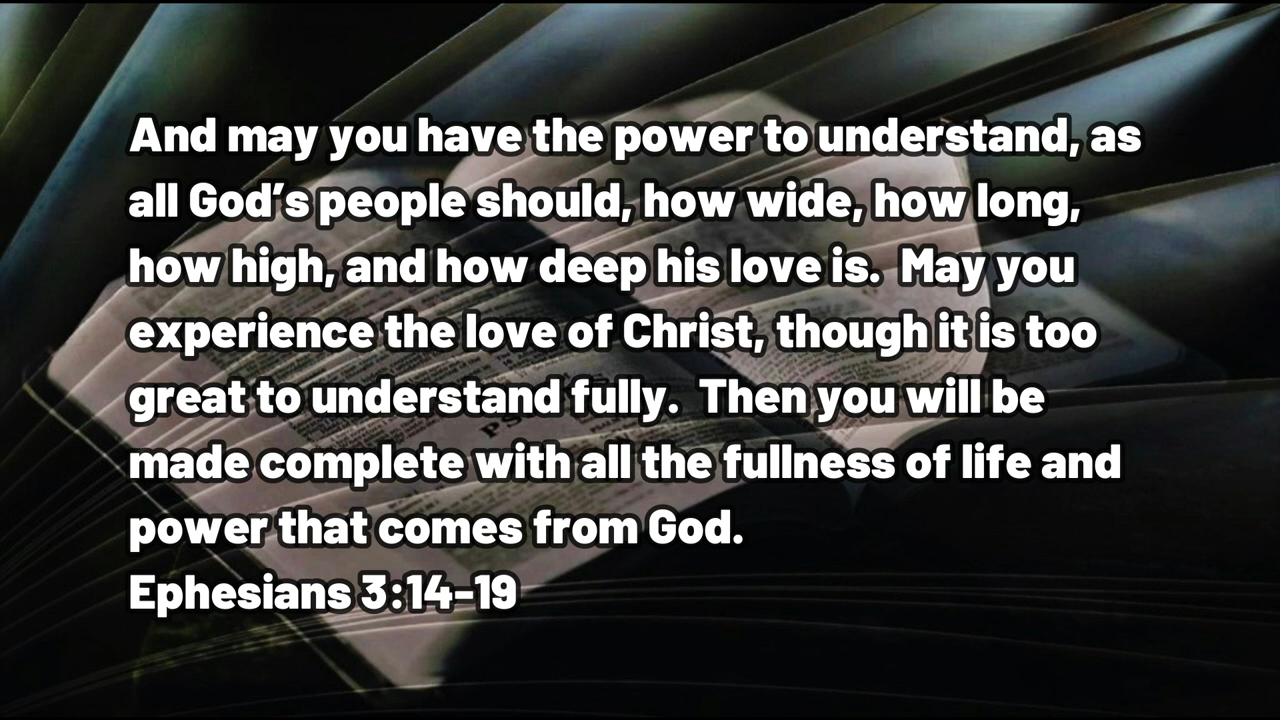 And may you have the power to understand, as
all God’s people should, how wide, how long,
how high, and how deep his love is.  May you
experience the love of Christ, though it is too
great to understand fully.  Then you will be
made complete with all the fullness of life and
power that comes from God.
Ephesians 3:14-19